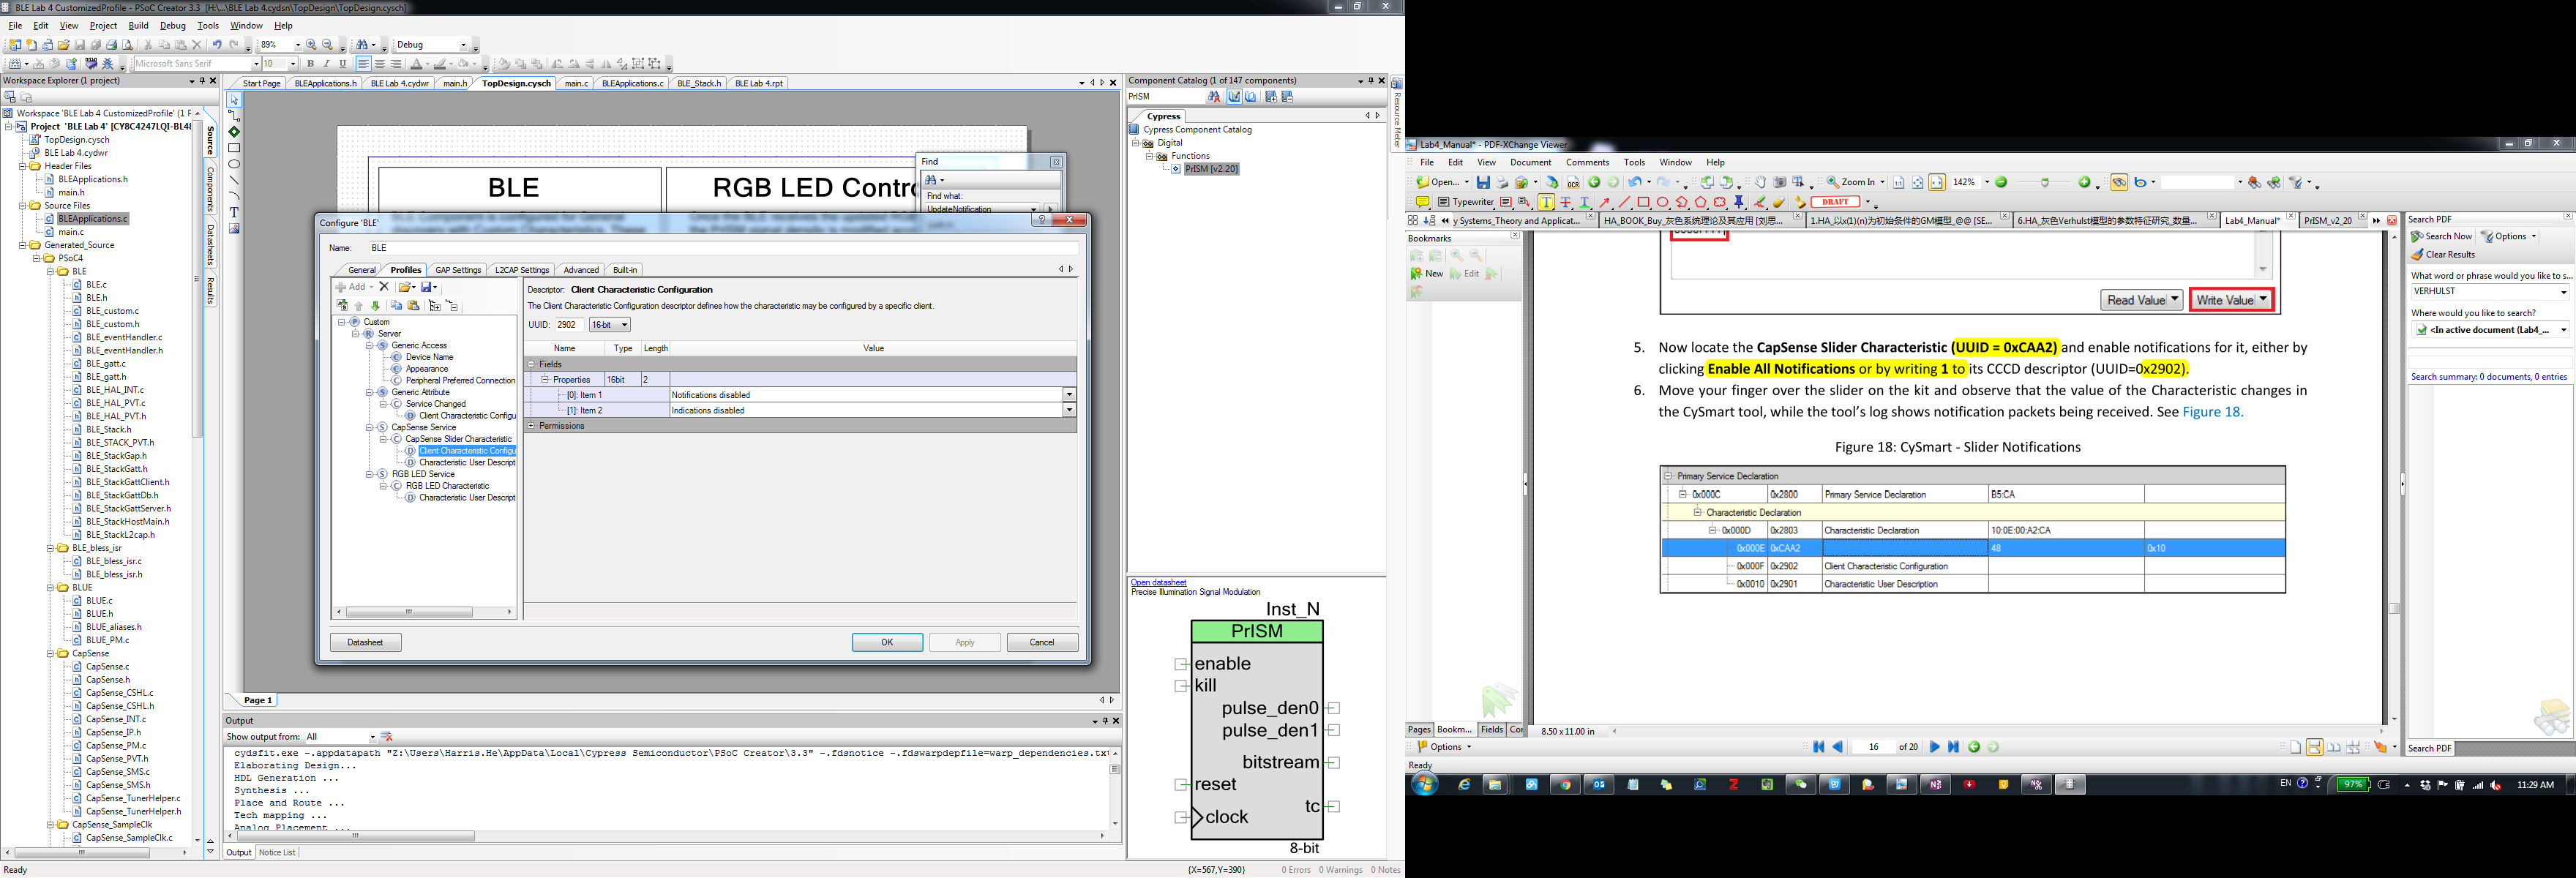 BLE Lab 4 CustomizedProfile - PSoC Creator 3.3 [H:\...\BLE Lab 4.cydsn\TopDesign\TopDesign.cysch]
File Edit View Project Build Debug Tools Window Help
89% Debug
Microsoft Sans Serif 10 B I U
Workspace Explorer (1 project)
Workspace 'BLE Lab 4 CustomizedProfile' (1 F
Project 'BLE Lab 4' [CY8C4247LQI-BL48
TopDesign.cysch
BLE Lab 4.cydwr
Header Files
BLEApplications.h
main.h
Source Files
BLEApplications.c
main.c
Generated_Source
PSoC4
BLE
BLE.c
BLE.h
BLE_custom.c
BLE_custom.h
BLE_eventHandler.c
BLE_eventHandler.h
BLE_gatt.c
BLE_gatt.h
BLE_HAL_INT.c
BLE_HAL_PVT.c
BLE_HAL_PVT.h
BLE_Stack.h
BLE_STACK_PVT.h
BLE_StackGap.h
BLE_StackGatt.h
BLE_StackGattClient.h
BLE_StackGattDb.h
BLE_StackGattServer.h
BLE_StackHostMain.h
BLE_StackL2cap.h
BLE_bless_isr
BLE_bless_isr.c
BLE_bless_isr.h
BLUE
BLUE.c
BLUE.h
BLUE_aliases.h
BLUE_PM.c
CapSense
CapSense.c
CapSense.h
CapSense_CSHL.c
CapSense_CSHL.h
CapSense_INT.c
CapSense_IP.h
CapSense_PM.c
CapSense_PVT.h
CapSense_SMS.c
CapSense_SMS.h
CapSense_TunerHelper.c
CapSense_TunerHelper.h
CapSense_SampleClk
CapSense_SampleClk.c
Source
Components
Datasheets
Results
Start Page BLEApplications.h BLE Lab 4.cydwr main.h TopDesign.cysch main.c BLEApplications.c BLE_Stack.h BLE Lab 4.rpt
BLE
RGB LED Contro
Find
Find what:
UpdateNotification
Configure 'BLE'
Name: BLE
General Profiles GAP Settings L2CAP Settings Advanced Built-in
Add
Custom
Server
Generic Access
Device Name
Appearance
Peripheral Preferred Connection
Generic Attribute
Service Changed
Client Characteristic Configu
CapSense Service
CapSense Slider Characteristic
Client Characteristic Configu
Characteristic User Descript
RGB LED Service
RGB LED Characteristic
Characteristic User Descript
Descriptor: Client Characteristic Configuration
The Client Characteristic Configuration descriptor defines how the characteristic may be configured by a specific client.
UUID: 2902 16-bit
Name Type Length Value
Fields
Properties 16bit 2
[0]: Item 1 Notifications disabled
[1]: Item 2 Indications disabled
Permissions
Datasheet OK Apply Cancel
Page 1
Output
Show output from: All
cydsfit.exe -.appdatapath "Z:\Users\Harris.He\AppData\Local\Cypress Semiconductor\PSoC Creator\3.3" -.fdsnotice -.fdswarpdepfile=warp_dependencies.txt
Elaborating Design...
HDL Generation ...
Synthesis ...
Place and Route ...
Tech mapping ...
Analog Placement ...
Output Notice List
Ready {X=567,Y=390} 0 Errors 0 Warnings 0 Notes
Component Catalog (1 of 147 components)
PrISM
Cypress
Cypress Component Catalog
Digital
Functions
PrISM [v2.20]
Resource Meter
Open datasheet
Precise Illumination Signal Modulation
Inst_N
PrISM
enable
kill
pulse_den0
pulse_den1
bitstream
reset
tc
clock
8-bit
Lab4_Manual* - PDF-XChange Viewer
File Edit View Document Comments Tools Window Help
Open... OCR Zoom In 142%
Typewriter DRAFT
y Systems_Theory and Applicat... HA_BOOK_Buy_灰色系统理论及其应用 [刘思... 1.HA_以x(1)(n)为初始条件的GM模型_@@ [SE... 6.HA_灰色Verhulst模型的参数特征研究_数量... Lab4_Manual* PrISM_v2_20
Bookmarks
New Edit
Read Value Write Value
5. Now locate the CapSense Slider Characteristic (UUID = 0xCAA2) and enable notifications for it, either by
clicking Enable All Notifications or by writing 1 to its CCCD descriptor (UUID=0x2902).
6. Move your finger over the slider on the kit and observe that the value of the Characteristic changes in
the CySmart tool, while the tool's log shows notification packets being received. See Figure 18.
Figure 18: CySmart - Slider Notifications
Primary Service Declaration
0x000C 0x2800 Primary Service Declaration B5:CA
Characteristic Declaration
0x000D 0x2803 Characteristic Declaration 10:0E:00:A2:CA
0x000E 0xCAA2 48 0x10
0x000F 0x2902 Client Characteristic Configuration
0x0010 0x2901 Characteristic User Description
Search PDF
Search Now Options
Clear Results
What word or phrase would you like to s...
VERHULST
Where would you like to search?
<In active document (Lab4_...
Search summary: 0 documents, 0 entries
Pages Bookm... Fields Cor
8.50 x 11.00 in
Options
16 of 20
Search PDF
Ready
EN 97% 11:29 AM